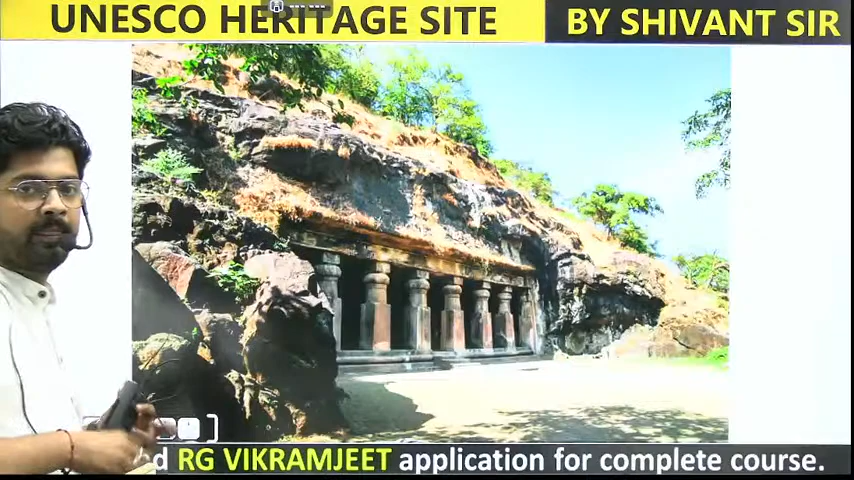 UNESCO HERITAGE SITE
BY SHIVANT SIR
RG VIKRAMJEET application for complete course.